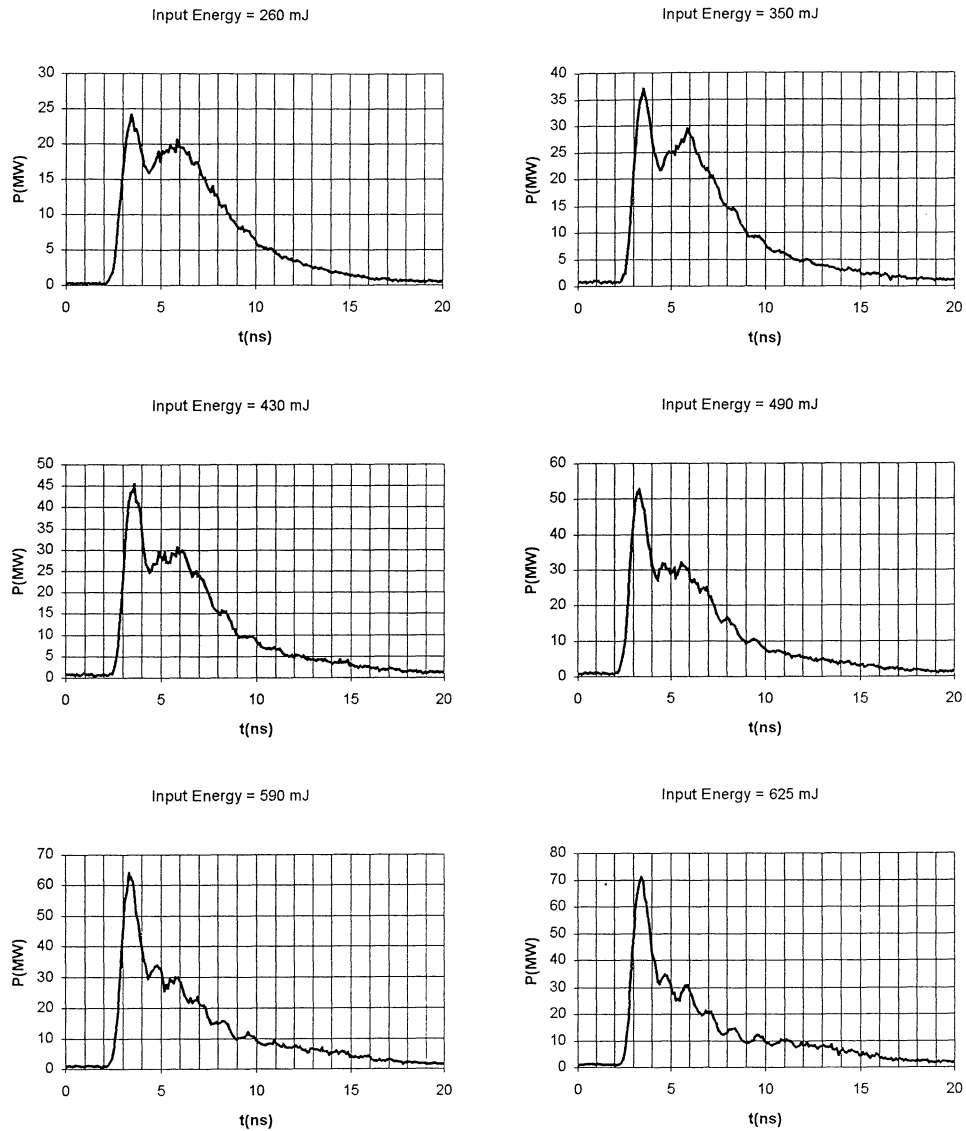 Input Energy = 260 mJ
P(MW)
30
25
20
15
10
5
0
0 5 10 15 20
t(ns)
Input Energy = 350 mJ
P(MW)
40
35
30
25
20
15
10
5
0
0 5 10 15 20
t(ns)
Input Energy = 430 mJ
P(MW)
50
45
40
35
30
25
20
15
10
5
0
0 5 10 15 20
t(ns)
Input Energy = 490 mJ
P(MW)
60
50
40
30
20
10
0
0 5 10 15 20
t(ns)
Input Energy = 590 mJ
P(MW)
70
60
50
40
30
20
10
0
0 5 10 15 20
t(ns)
Input Energy = 625 mJ
P(MW)
80
70
60
50
40
30
20
10
0
0 5 10 15 20
t(ns)